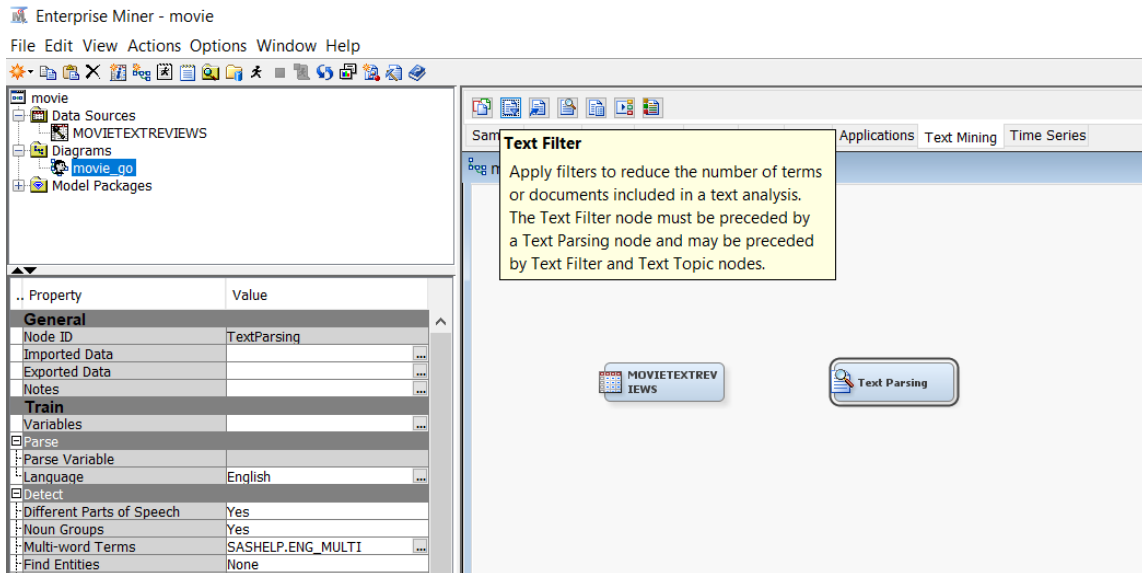 Enterprise Miner - movie
File Edit View Actions Options Window Help
movie
Data Sources
MOVIETEXTREVIEWS
Diagrams
movie_go
Model Packages
.. Property Value
General
Node ID TextParsing
Imported Data ...
Exported Data ...
Notes ...
Train
Variables ...
Parse
Parse Variable
Language English ...
Detect
Different Parts of Speech Yes
Noun Groups Yes
Multi-word Terms SASHELP.ENG_MULTI ...
Find Entities None
Sam Applications Text Mining Time Series
Text Filter
Apply filters to reduce the number of terms
or documents included in a text analysis.
The Text Filter node must be preceded by
a Text Parsing node and may be preceded
by Text Filter and Text Topic nodes.
MOVIETEXTREV
IEWS
Text Parsing